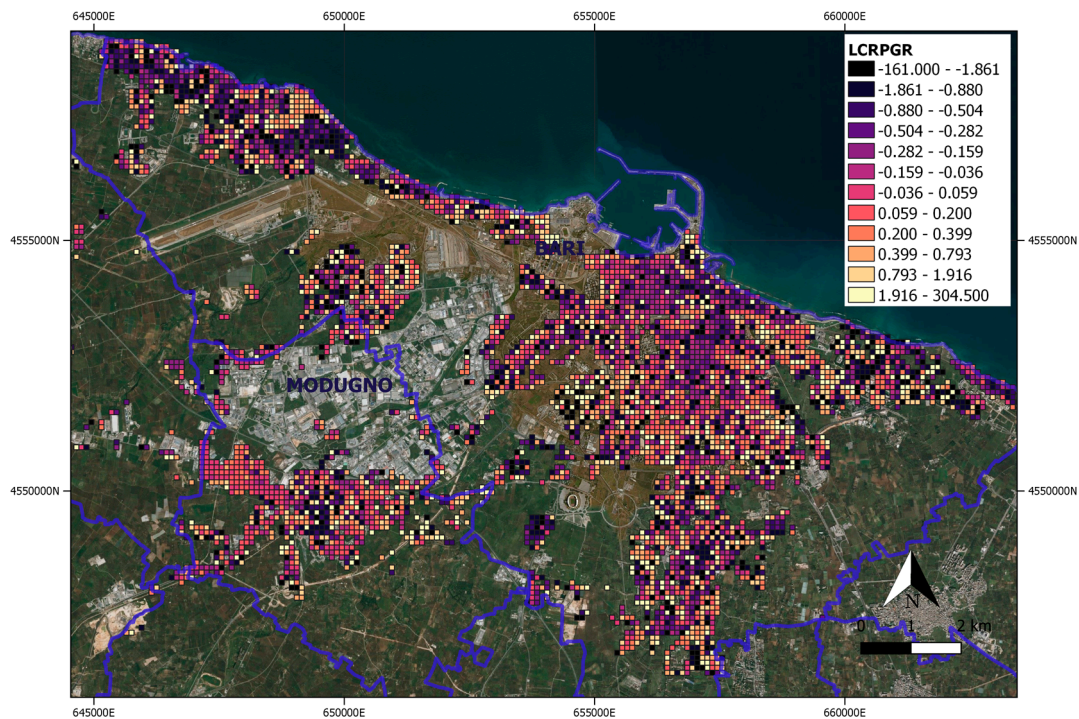 645000E 650000E 655000E 660000E
LCRPGR
-161.000 - -1.861
-1.861 - -0.880
-0.880 - -0.504
-0.504 - -0.282
-0.282 - -0.159
-0.159 - -0.036
-0.036 - 0.059
0.059 - 0.200
0.200 - 0.399
0.399 - 0.793
0.793 - 1.916
1.916 - 304.500
4555000N 4555000N
BARI
MODUGNO
4550000N 4550000N
N
0 1 2 km
645000E 650000E 655000E 660000E